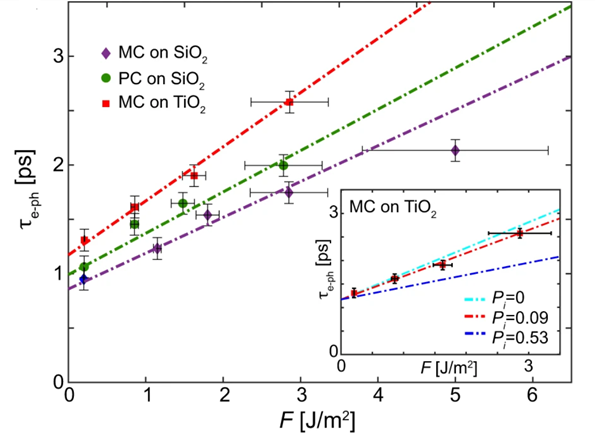 3
2
1
0
τe-ph [ps]
MC on SiO2
PC on SiO2
MC on TiO2
0 1 2 3 4 5 6
F [J/m2]
MC on TiO2
3
0
τe-ph [ps]
Pi=0
Pi=0.09
Pi=0.53
0 3
F [J/m2]